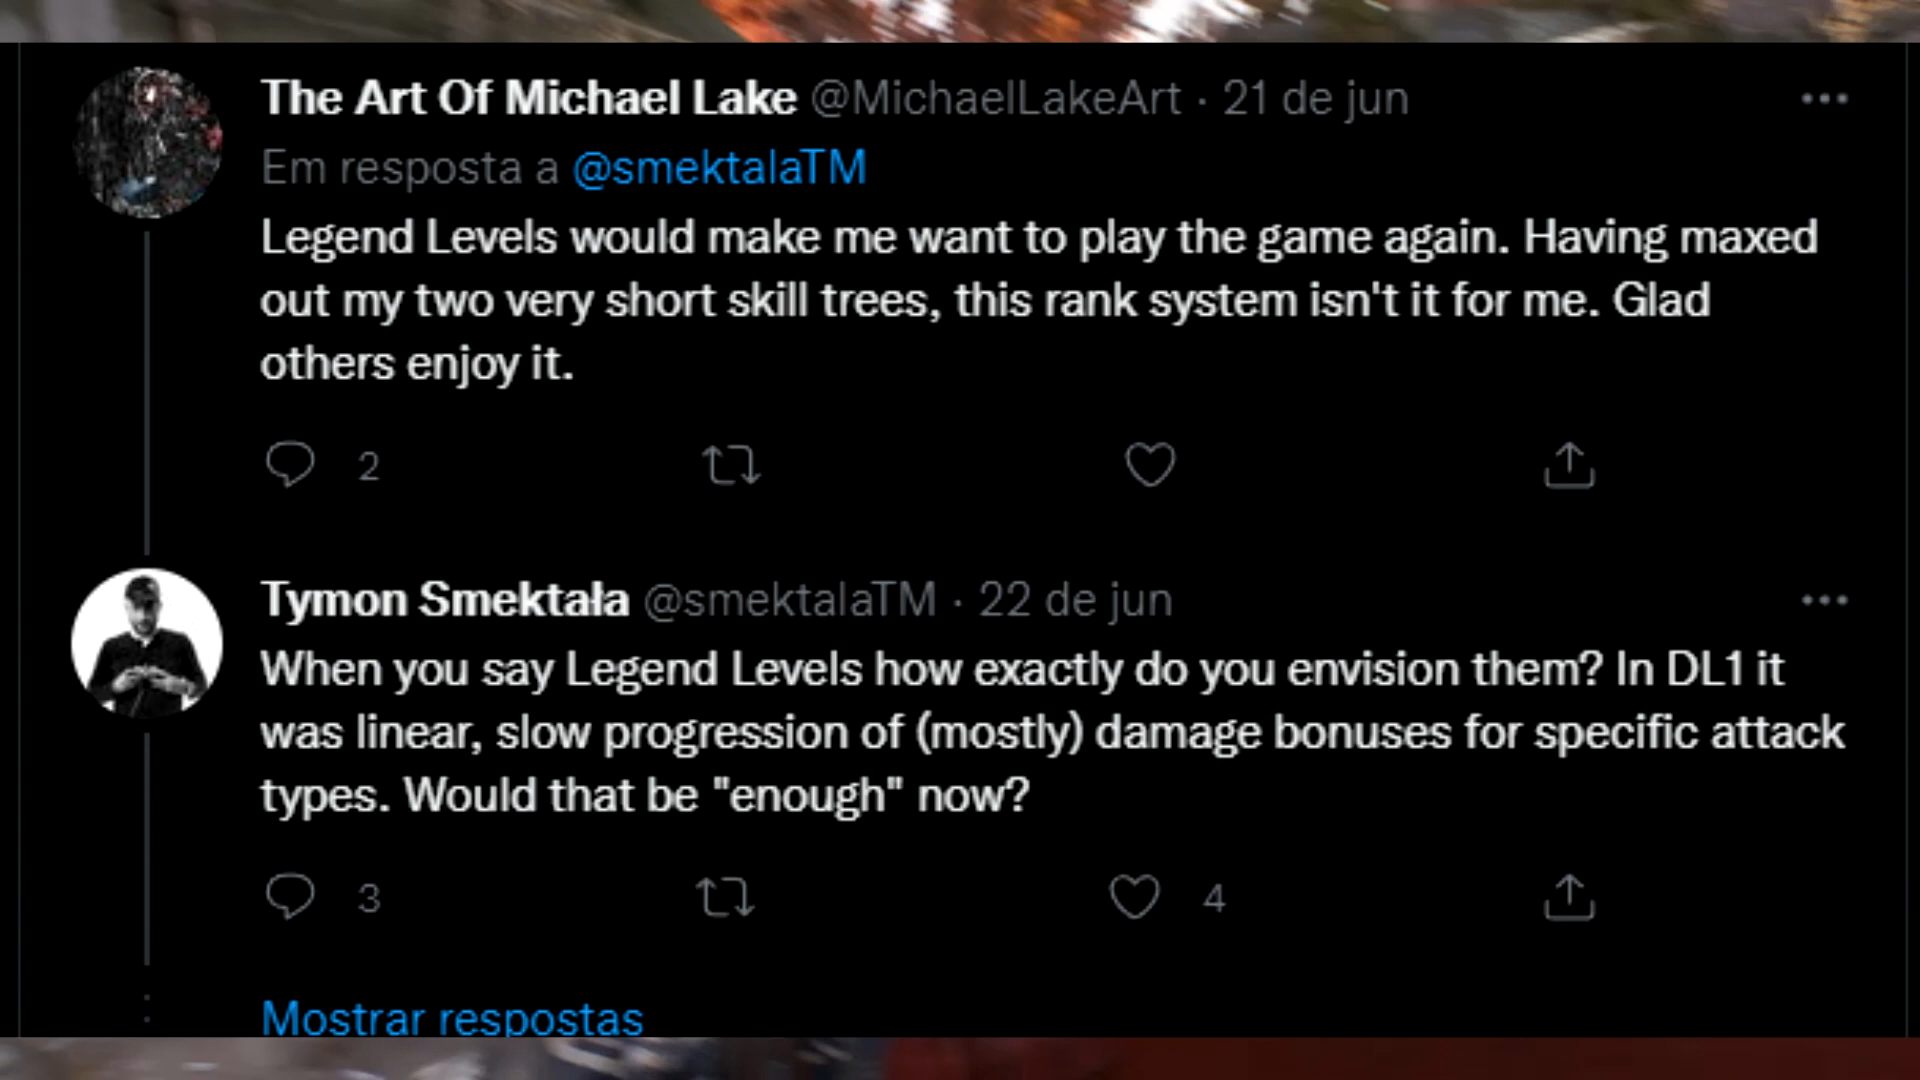 The Art Of Michael Lake @MichaelLakeArt · 21 de jun
Em resposta a @smektalaTM
Legend Levels would make me want to play the game again. Having maxed
out my two very short skill trees, this rank system isn't it for me. Glad
others enjoy it.
2
Tymon Smektała @smektalaTM · 22 de jun
When you say Legend Levels how exactly do you envision them? In DL1 it
was linear, slow progression of (mostly) damage bonuses for specific attack
types. Would that be "enough" now?
3 4
Mostrar respostas